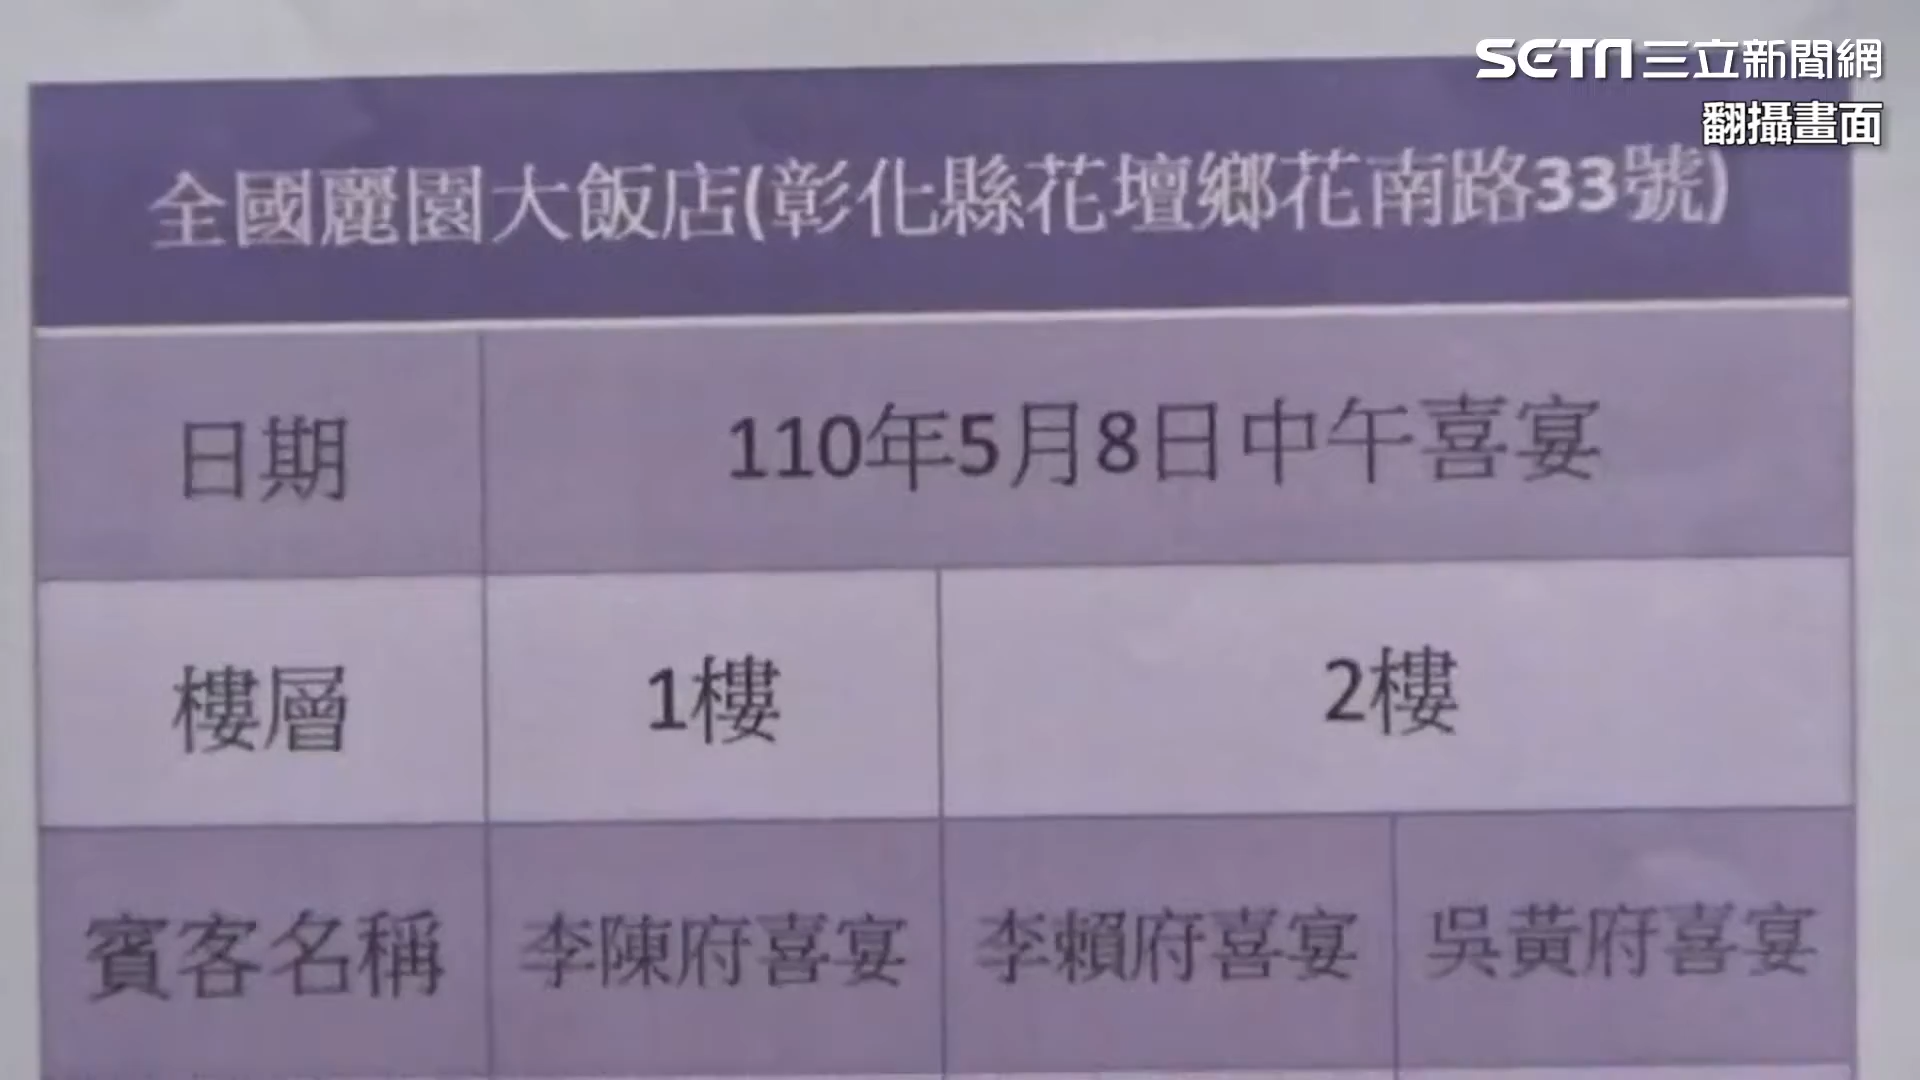 SETN三立新聞網
翻攝畫面
全國麗園大飯店(彰化縣花壇鄉花南路33號)
日期 110年5月8日中午喜宴
樓層 1樓 2樓
賓客名稱 李陳府喜宴 李賴府喜宴 吳黃府喜宴